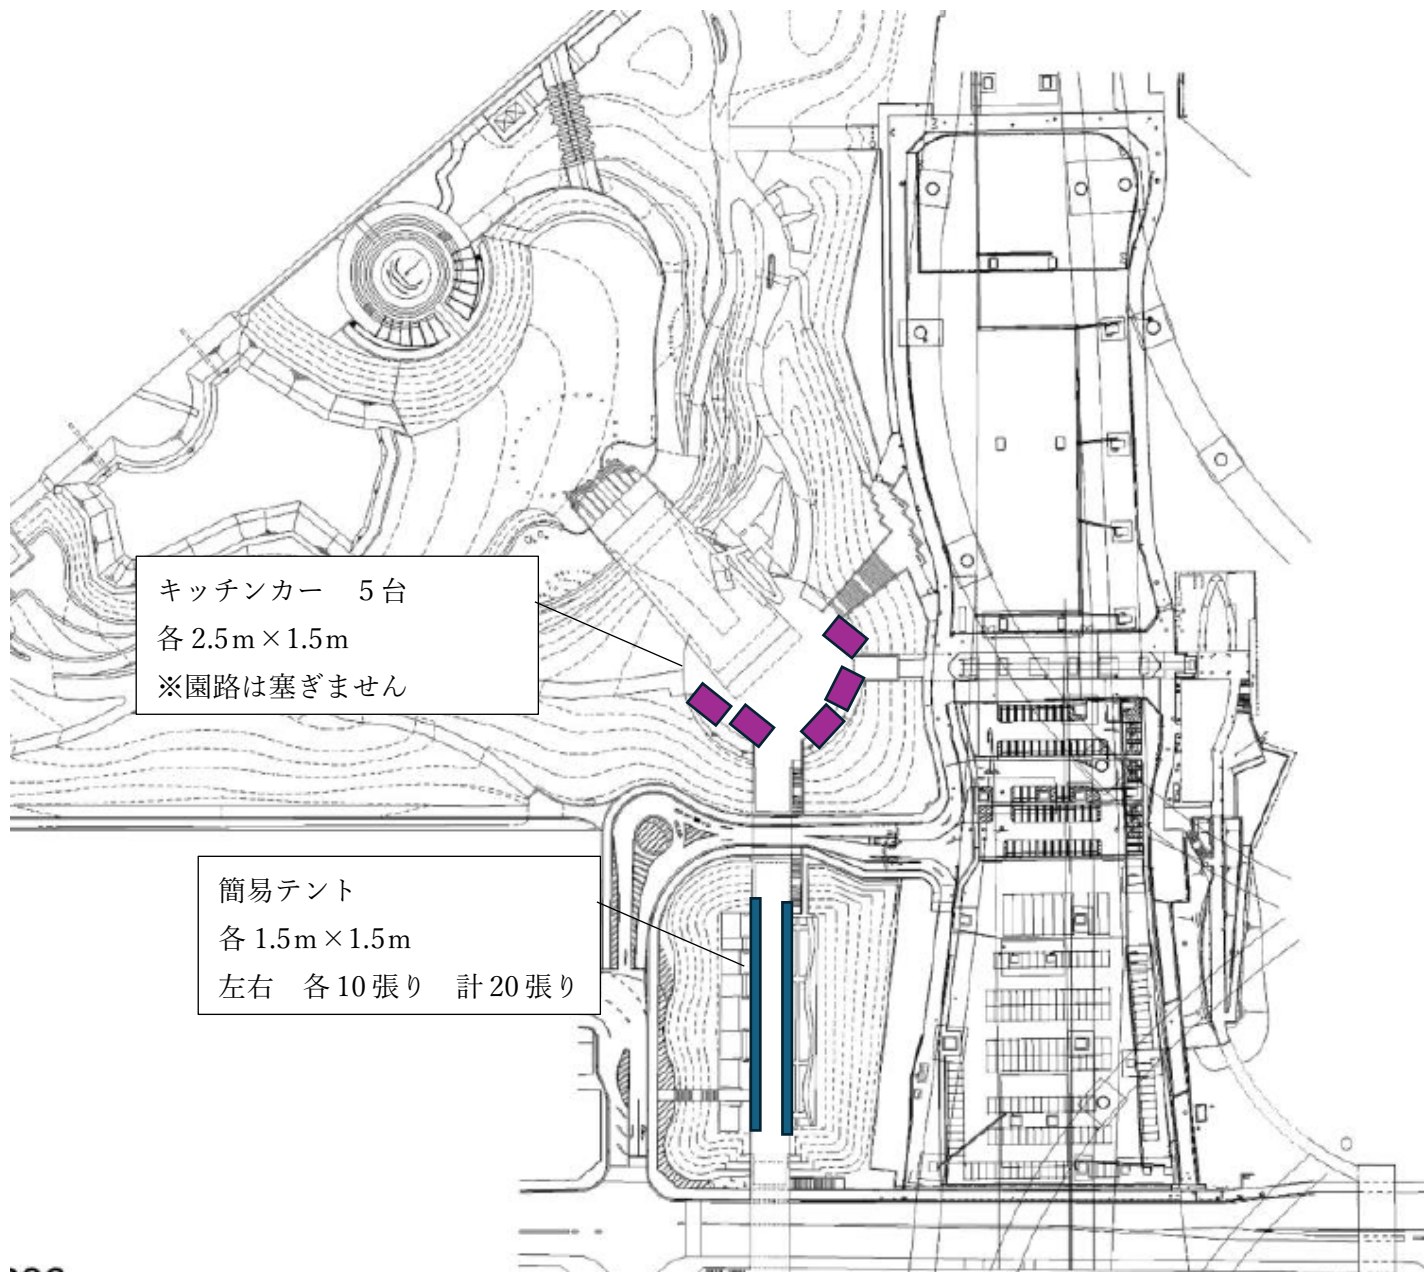 キッチンカー　5台
各 2.5m×1.5m
※園路は塞ぎません
簡易テント
各 1.5m×1.5m
左右　各10張り　計20張り